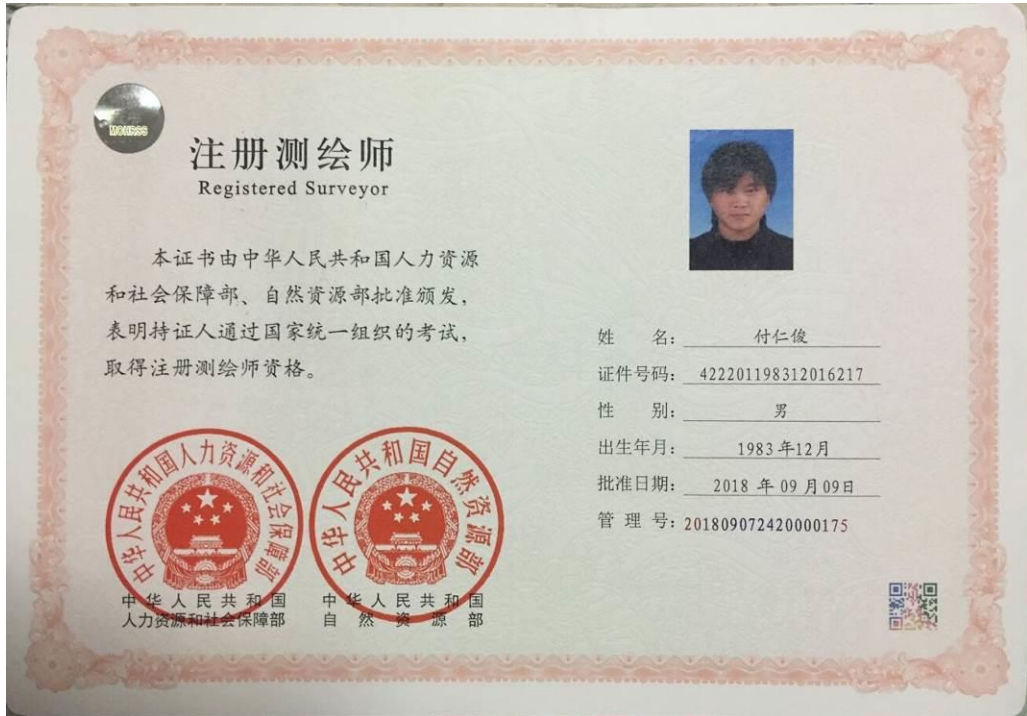 MOHRSS
注册测绘师
Registered Surveyor
本证书由中华人民共和国人力资源
和社会保障部、自然资源部批准颁发，
表明持证人通过国家统一组织的考试，
取得注册测绘师资格。
中华人民共和国人力资源和社会保障部
中华人民共和国自然资源部
中华人民共和国
人力资源和社会保障部
中华人民共和国
自然资源部
姓 名：付仁俊
证件号码：422201198312016217
性 别：男
出生年月：1983年12月
批准日期：2018 年 09 月 09日
管 理 号：201809072420000175